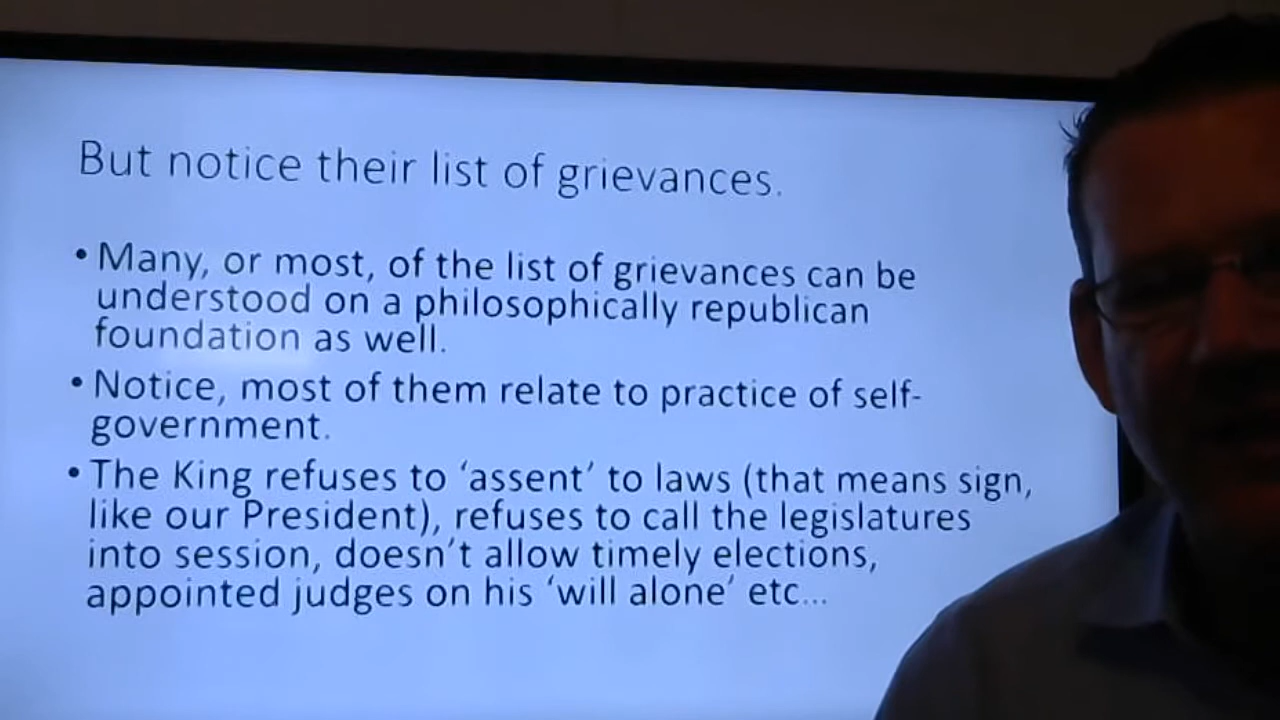 But notice their list of grievances.
• Many, or most, of the list of grievances can be
understood on a philosophically republican
foundation as well.
• Notice, most of them relate to practice of self-
government.
• The King refuses to ‘assent’ to laws (that means sign,
like our President), refuses to call the legislatures
into session, doesn’t allow timely elections,
appointed judges on his ‘will alone’ etc...